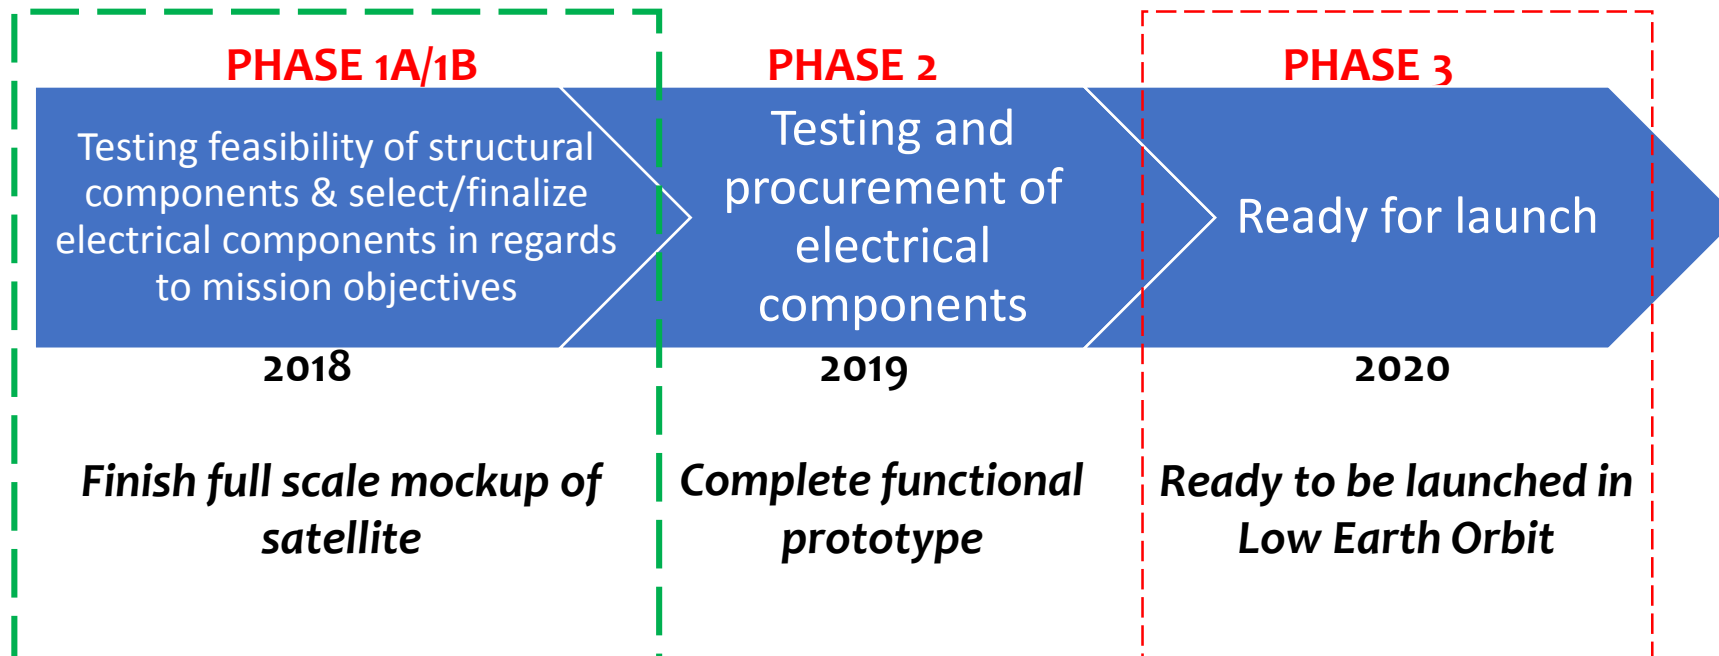 PHASE 1A/1B
Testing feasibility of structural
components & select/finalize
electrical components in regards
to mission objectives
2018
Finish full scale mockup of
satellite
PHASE 2
Testing and
procurement of
electrical
components
2019
Complete functional
prototype
PHASE 3
Ready for launch
2020
Ready to be launched in
Low Earth Orbit